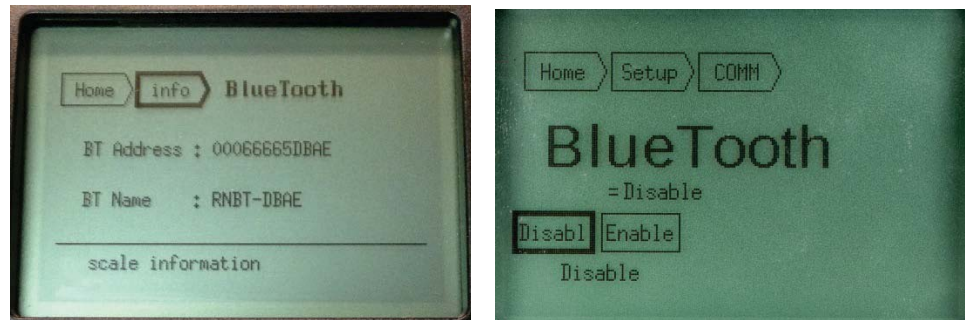 Home info BlueTooth
BT Address : 00066665DBAE
BT Name : RNBT-DBAE
scale information
Home Setup COMM
BlueTooth
=Disable
Disabl Enable
Disable